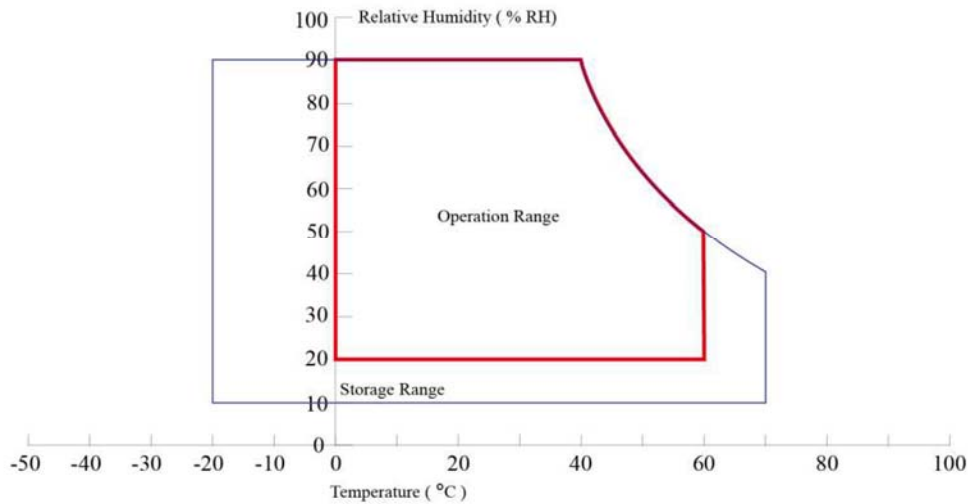 100
Relative Humidity ( % RH)
90
80
70
60
Operation Range
50
40
30
20
Storage Range
10
0
-50 -40 -30 -20 -10 0 20 40 60 80 100
Temperature ( °C )